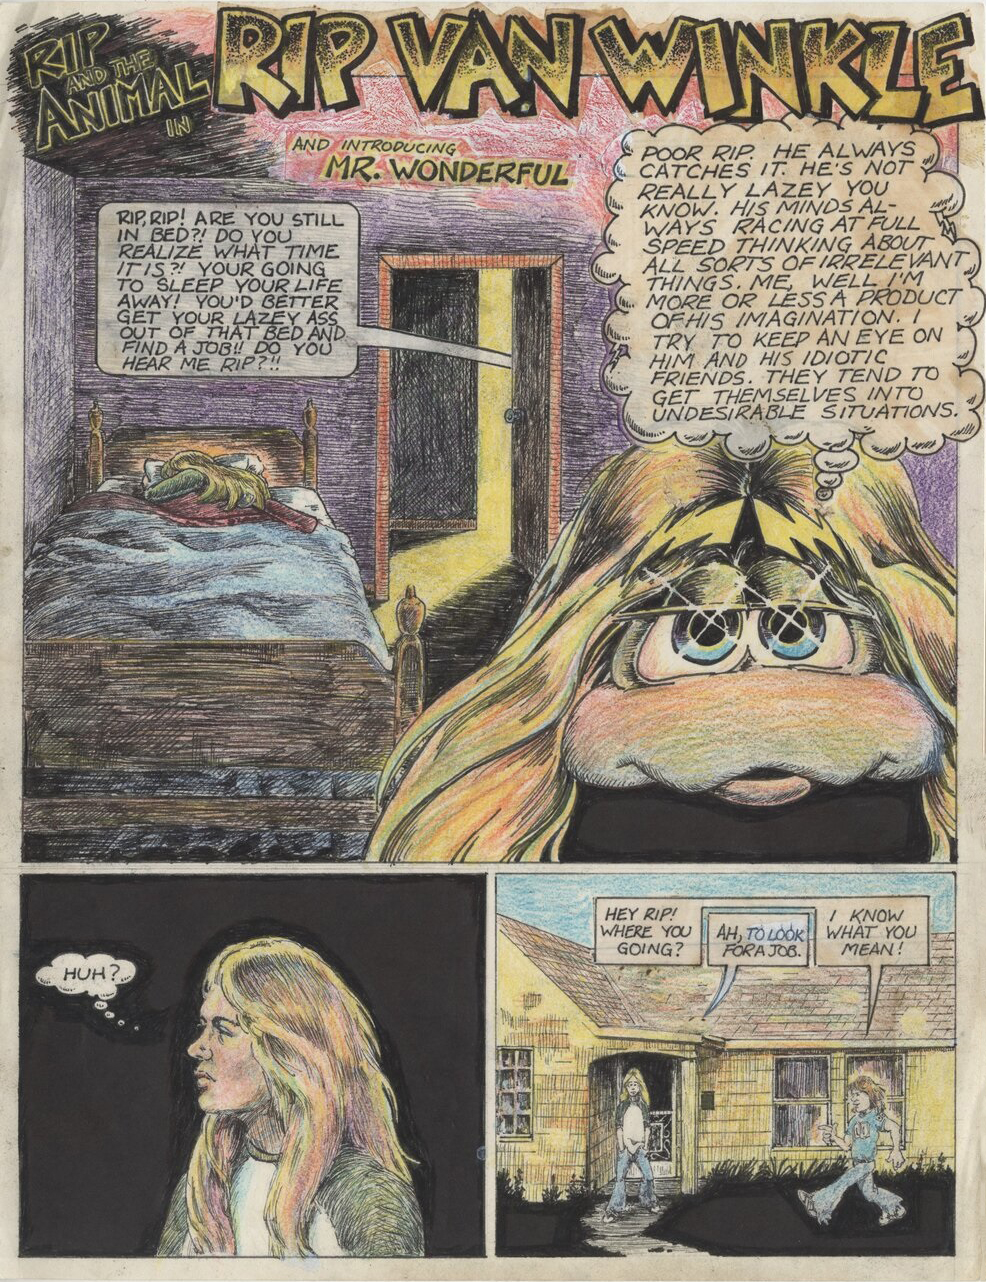 RIP
AND THE
ANIMAL
IN
RIP VAN WINKLE
AND INTRODUCING
MR. WONDERFUL
RIP, RIP! ARE YOU STILL
IN BED?! DO YOU
REALIZE WHAT TIME
IT IS?! YOUR GOING
TO SLEEP YOUR LIFE
AWAY! YOU'D BETTER
GET YOUR LAZEY ASS
OUT OF THAT BED AND
FIND A JOB!! DO YOU
HEAR ME RIP?!!
POOR RIP. HE ALWAYS
CATCHES IT. HE'S NOT
REALLY LAZEY YOU
KNOW. HIS MINDS AL-
WAYS RACING AT FULL
SPEED THINKING ABOUT
ALL SORTS OF IRRELEVANT
THINGS. ME, WELL I'M
MORE OR LESS A PRODUCT
OF HIS IMAGINATION. I
TRY TO KEEP AN EYE ON
HIM AND HIS IDIOTIC
FRIENDS. THEY TEND TO
GET THEMSELVES INTO
UNDESIRABLE SITUATIONS.
HUH?
HEY RIP!
WHERE YOU
GOING?
AH, TO LOOK
FOR A JOB.
I KNOW
WHAT YOU
MEAN!